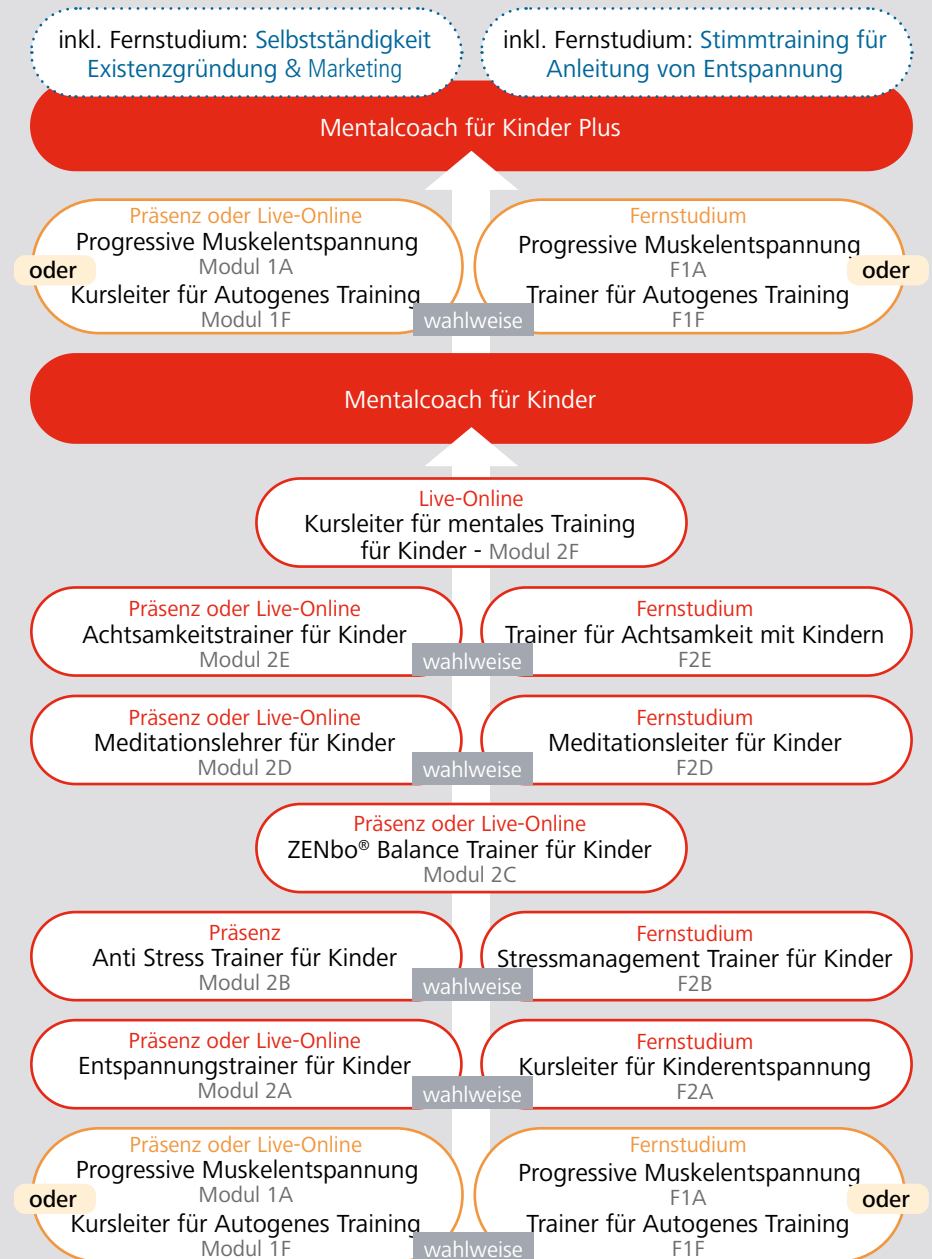 inkl. Fernstudium: Selbstständigkeit
Existenzgründung & Marketing
inkl. Fernstudium: Stimmtraining für
Anleitung von Entspannung
Mentalcoach für Kinder Plus
Präsenz oder Live-Online
Progressive Muskelentspannung
Modul 1A
oder
Kursleiter für Autogenes Training
Modul 1F
wahlweise
Fernstudium
Progressive Muskelentspannung
F1A
oder
Trainer für Autogenes Training
F1F
Mentalcoach für Kinder
Live-Online
Kursleiter für mentales Training
für Kinder - Modul 2F
Präsenz oder Live-Online
Achtsamkeitstrainer für Kinder
Modul 2E
wahlweise
Fernstudium
Trainer für Achtsamkeit mit Kindern
F2E
Präsenz oder Live-Online
Meditationslehrer für Kinder
Modul 2D
wahlweise
Fernstudium
Meditationsleiter für Kinder
F2D
Präsenz oder Live-Online
ZENbo® Balance Trainer für Kinder
Modul 2C
Präsenz
Anti Stress Trainer für Kinder
Modul 2B
wahlweise
Fernstudium
Stressmanagement Trainer für Kinder
F2B
Präsenz oder Live-Online
Entspannungstrainer für Kinder
Modul 2A
wahlweise
Fernstudium
Kursleiter für Kinderentspannung
F2A
Präsenz oder Live-Online
Progressive Muskelentspannung
Modul 1A
oder
Kursleiter für Autogenes Training
Modul 1F
wahlweise
Fernstudium
Progressive Muskelentspannung
F1A
oder
Trainer für Autogenes Training
F1F